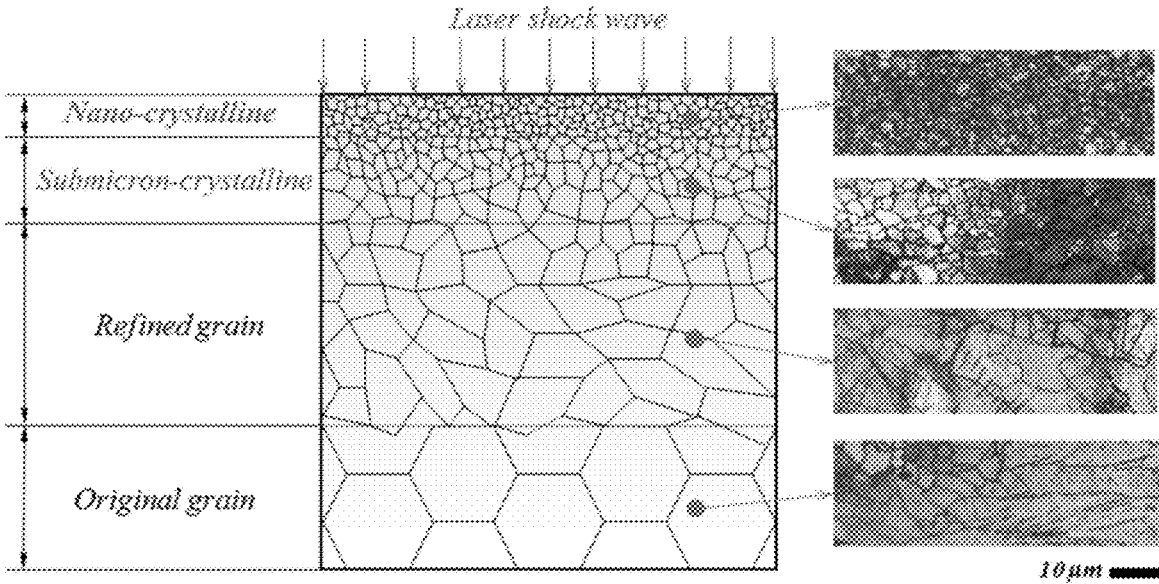 Laser shock wave
Nano-crystalline
Submicron-crystalline
Refined grain
Original grain
10 μm